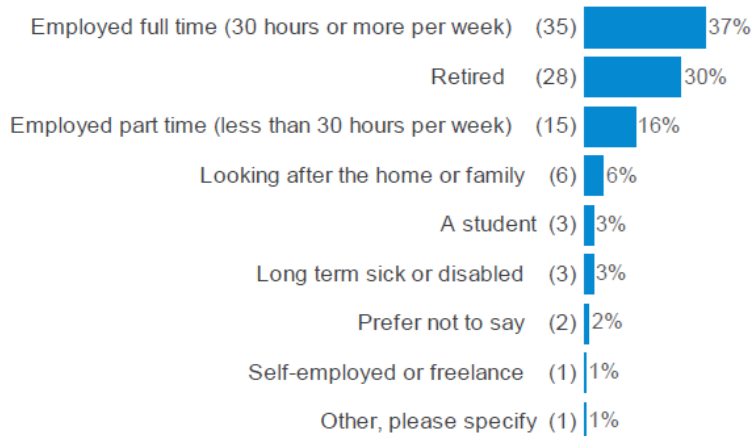 Employed full time (30 hours or more per week) (35) 37%
Retired (28) 30%
Employed part time (less than 30 hours per week) (15) 16%
Looking after the home or family (6) 6%
A student (3) 3%
Long term sick or disabled (3) 3%
Prefer not to say (2) 2%
Self-employed or freelance (1) 1%
Other, please specify (1) 1%